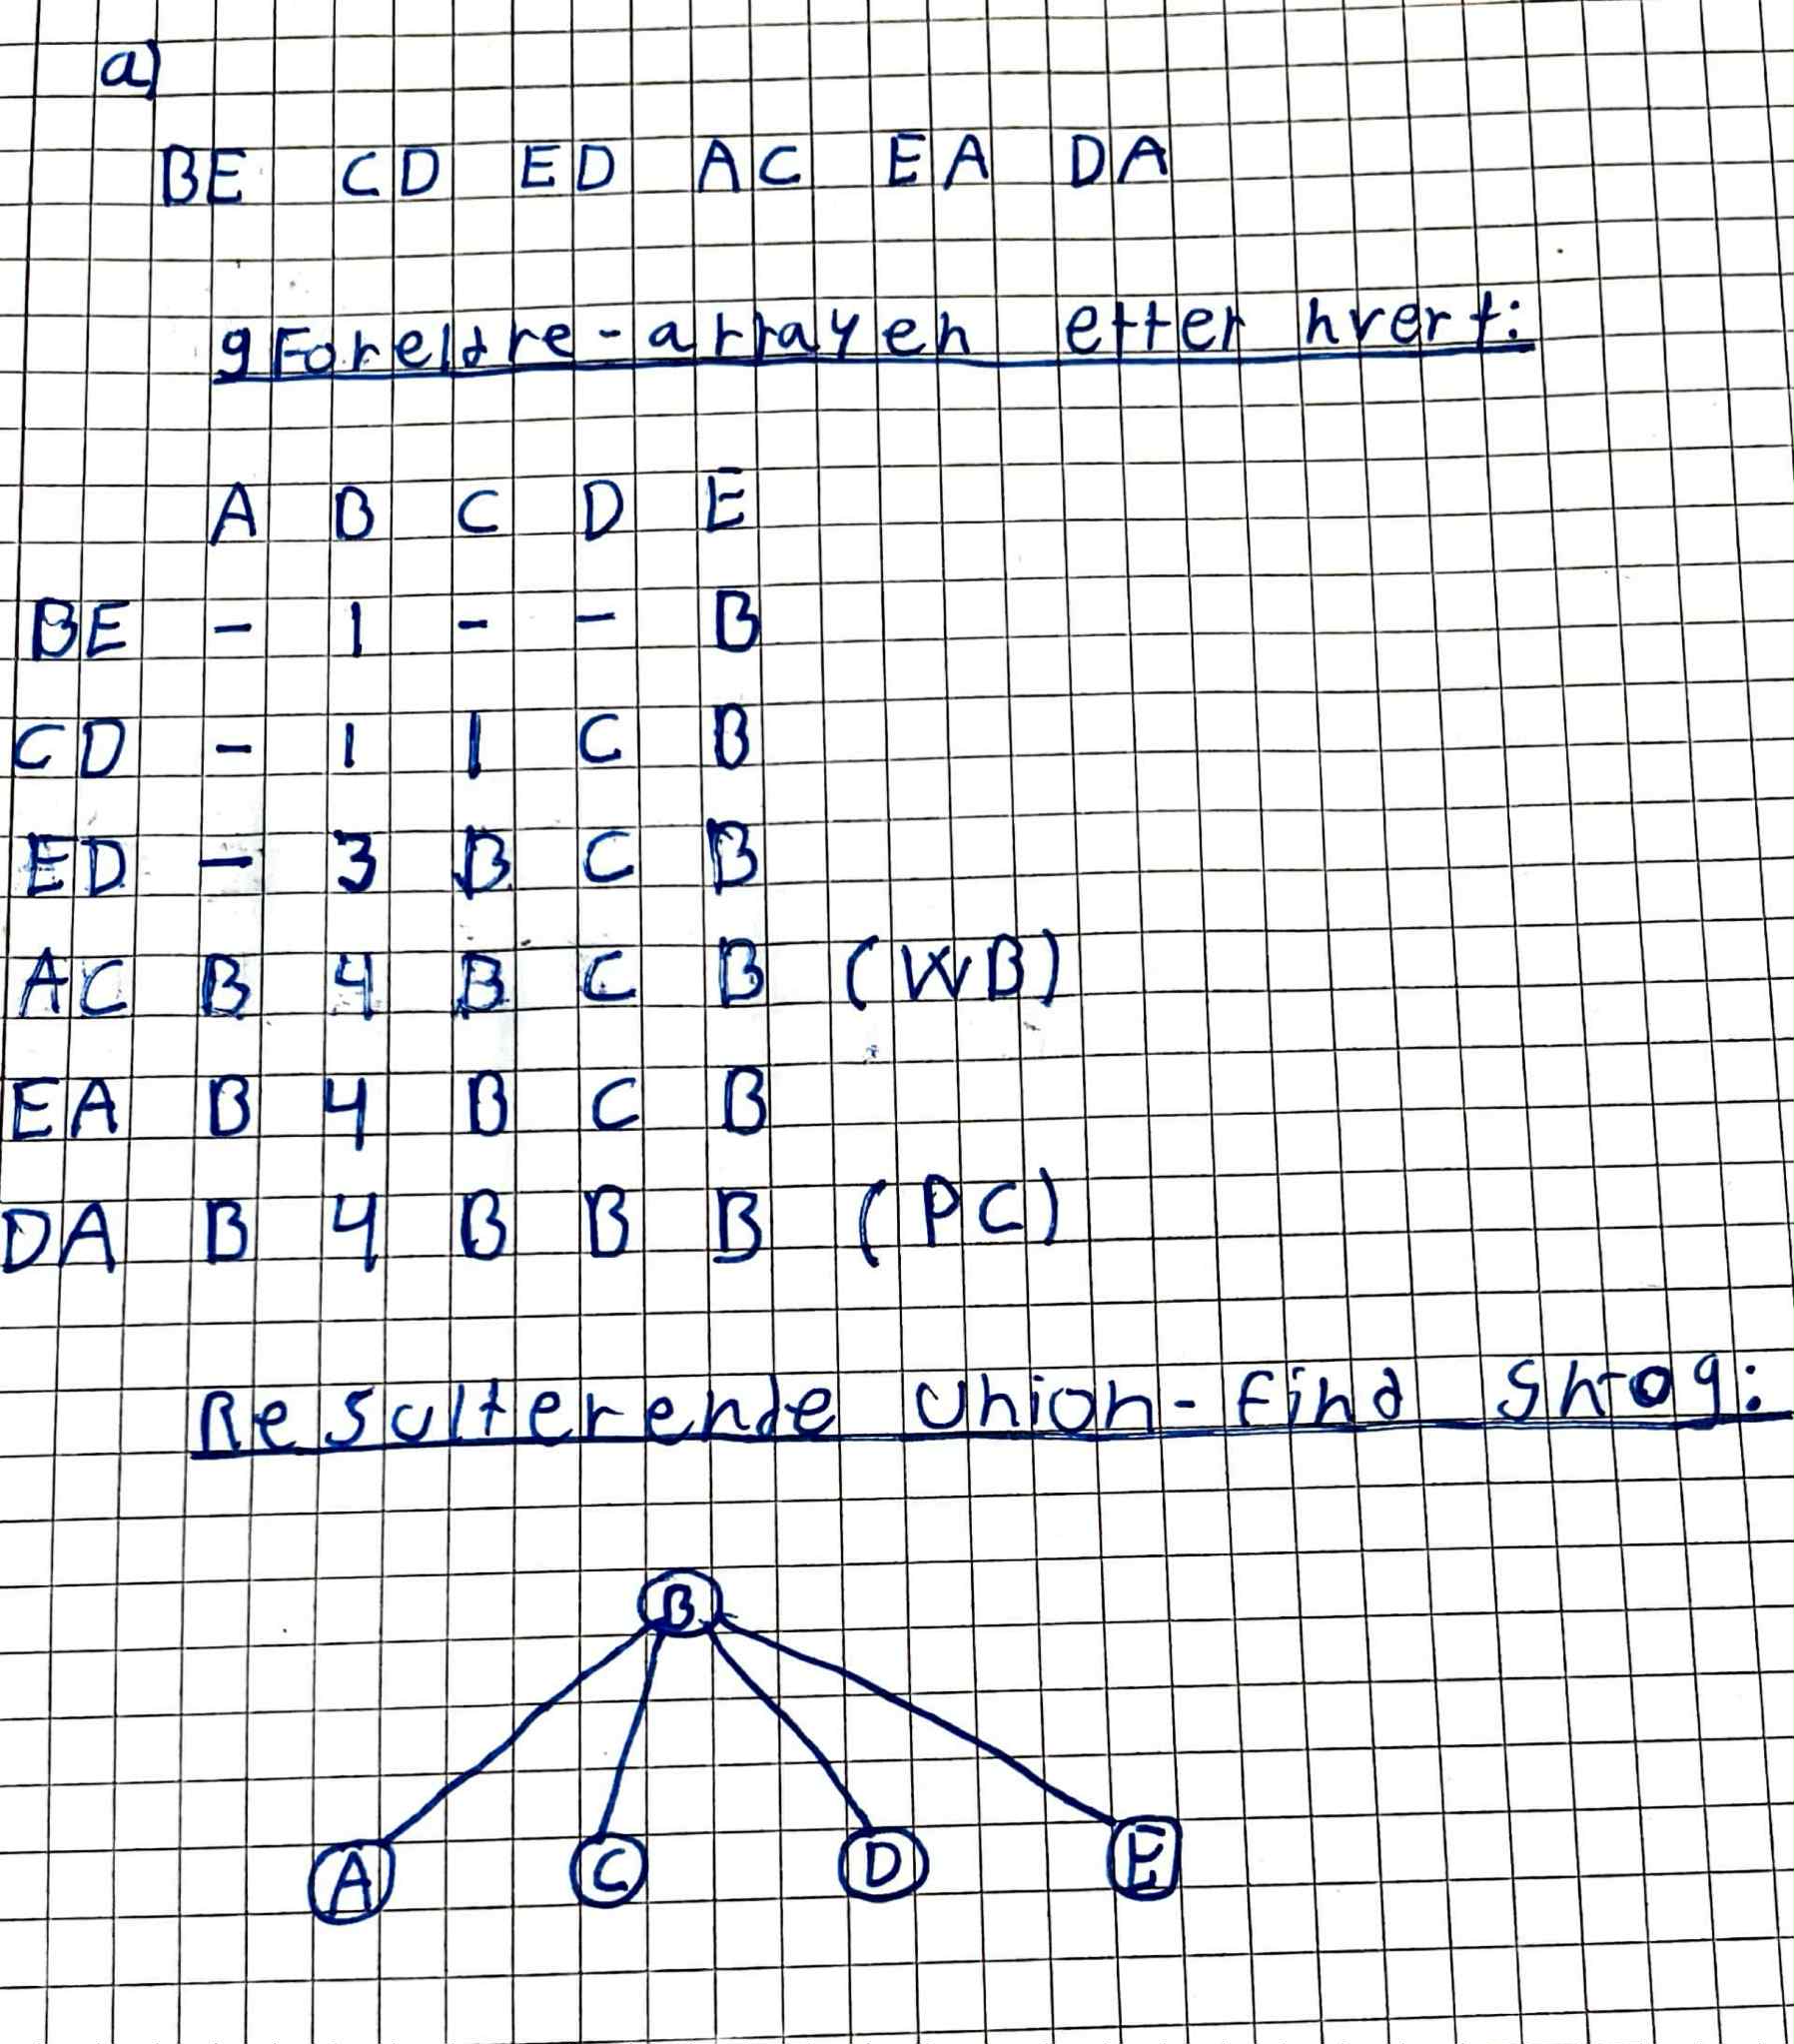 a)
BE CD ED AC EA DA
gForeldre-arrayen etter hvert:
A B C D E
BE - 1 - - B
CD - 1 1 C B
ED - 3 B C B
AC B 4 B C B (WB)
EA B 4 B C B
DA B 4 B B B (PC)
Resulterende Union-find skog:
B
A C D E